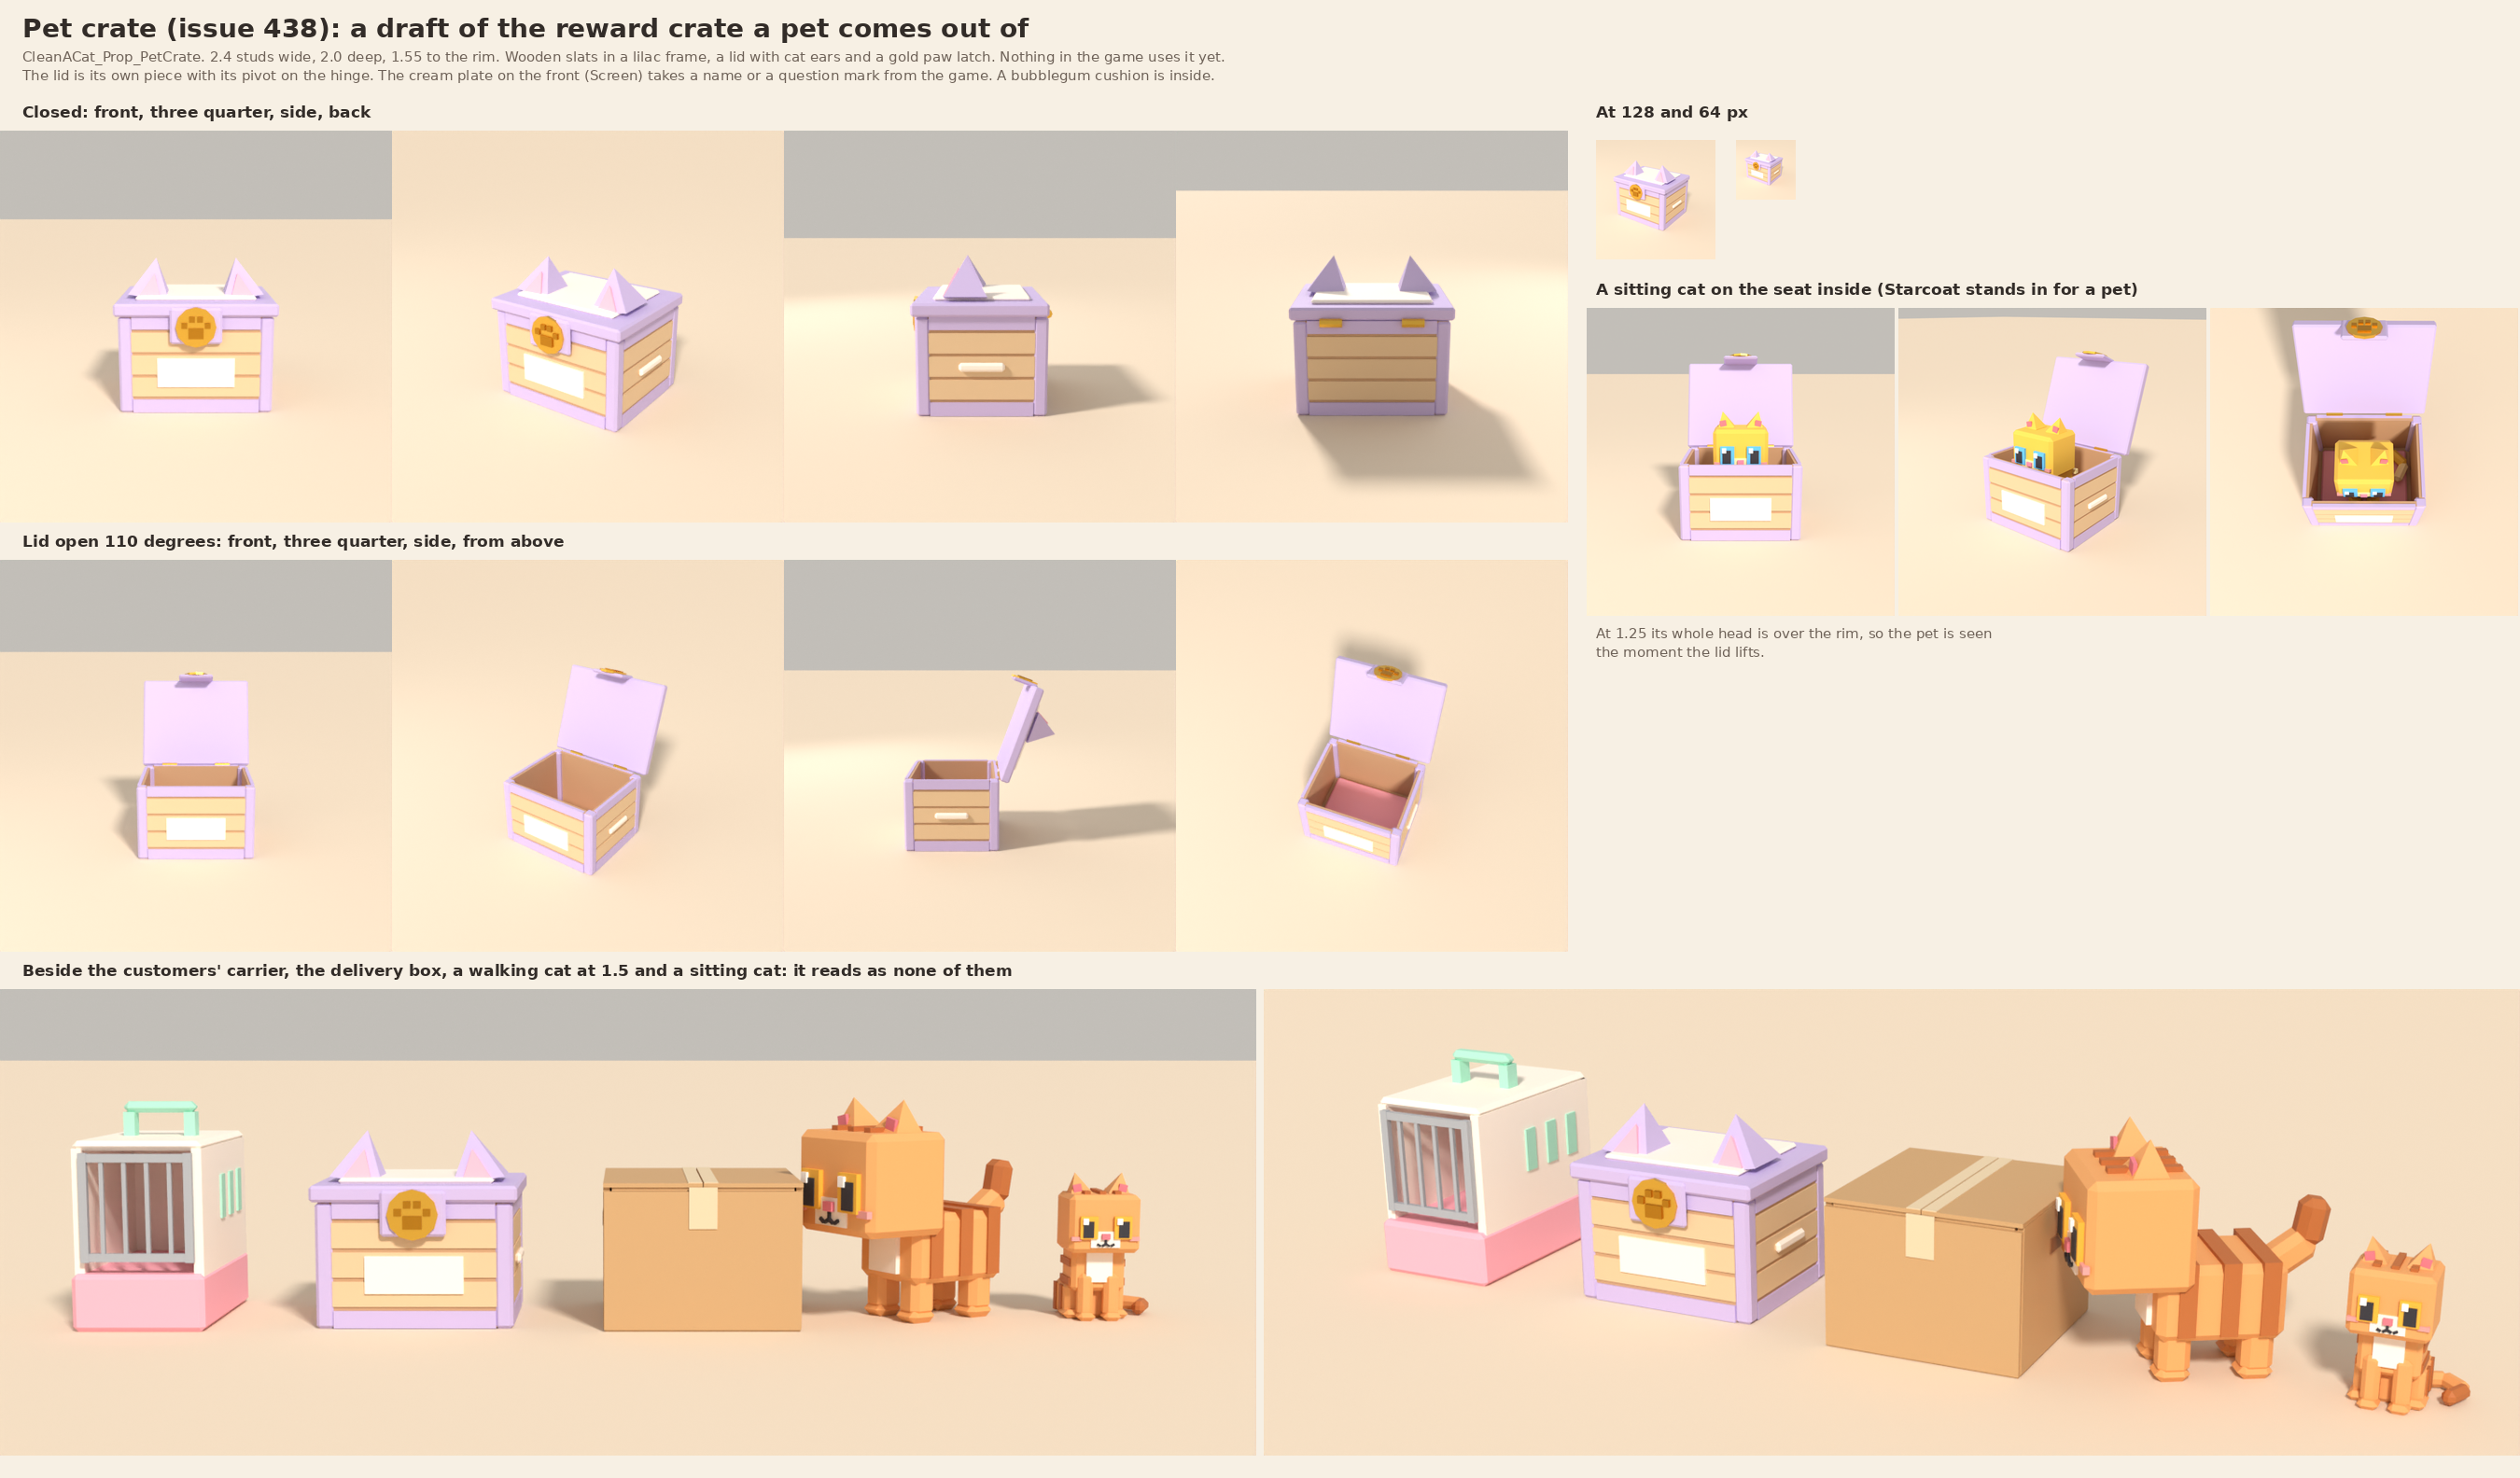 Pet crate (issue 438): a draft of the reward crate a pet comes out of
CleanACat_Prop_PetCrate. 2.4 studs wide, 2.0 deep, 1.55 to the rim. Wooden slats in a lilac frame, a lid with cat ears and a gold paw latch. Nothing in the game uses it yet.
The lid is its own piece with its pivot on the hinge. The cream plate on the front (Screen) takes a name or a question mark from the game. A bubblegum cushion is inside.
Closed: front, three quarter, side, back
At 128 and 64 px
A sitting cat on the seat inside (Starcoat stands in for a pet)
Lid open 110 degrees: front, three quarter, side, from above
At 1.25 its whole head is over the rim, so the pet is seen
the moment the lid lifts.
Beside the customers' carrier, the delivery box, a walking cat at 1.5 and a sitting cat: it reads as none of them